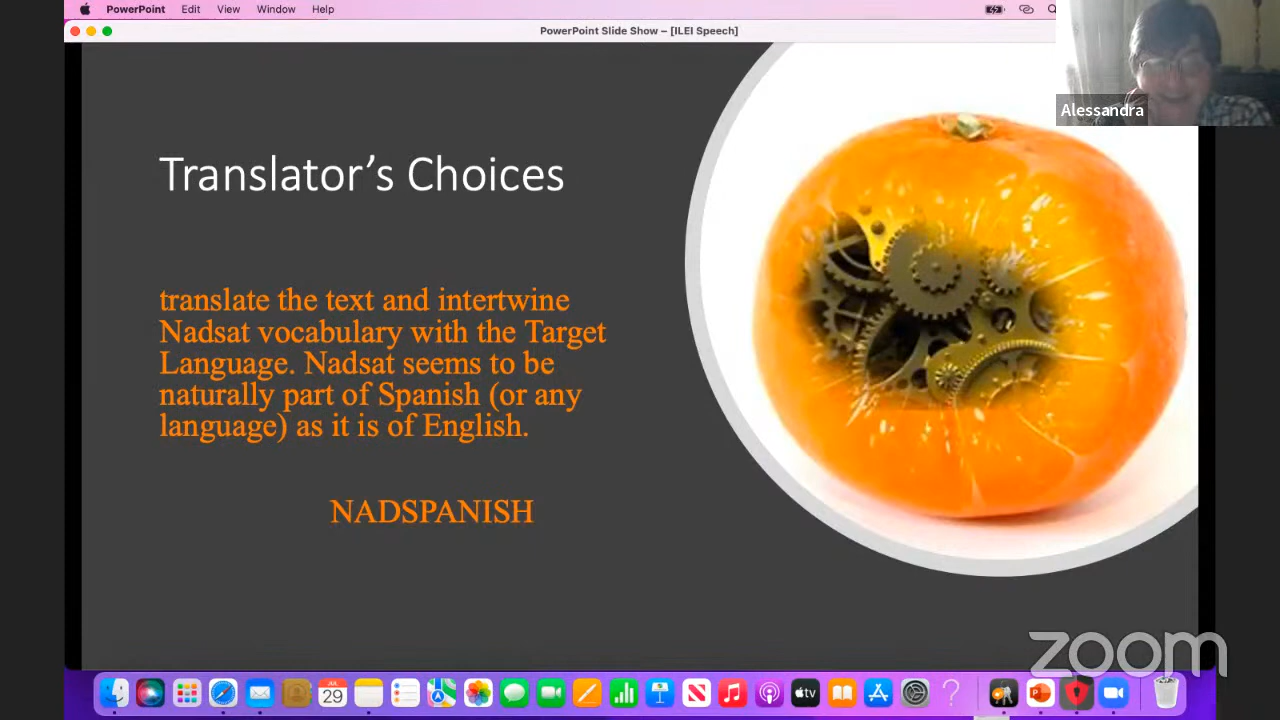 PowerPoint Edit View Window Help
PowerPoint Slide Show – [ILEI Speech]
Alessandra
Translator's Choices
translate the text and intertwine
Nadsat vocabulary with the Target
Language. Nadsat seems to be
naturally part of Spanish (or any
language) as it is of English.
NADSPANISH
zoom
JUL
29
tv